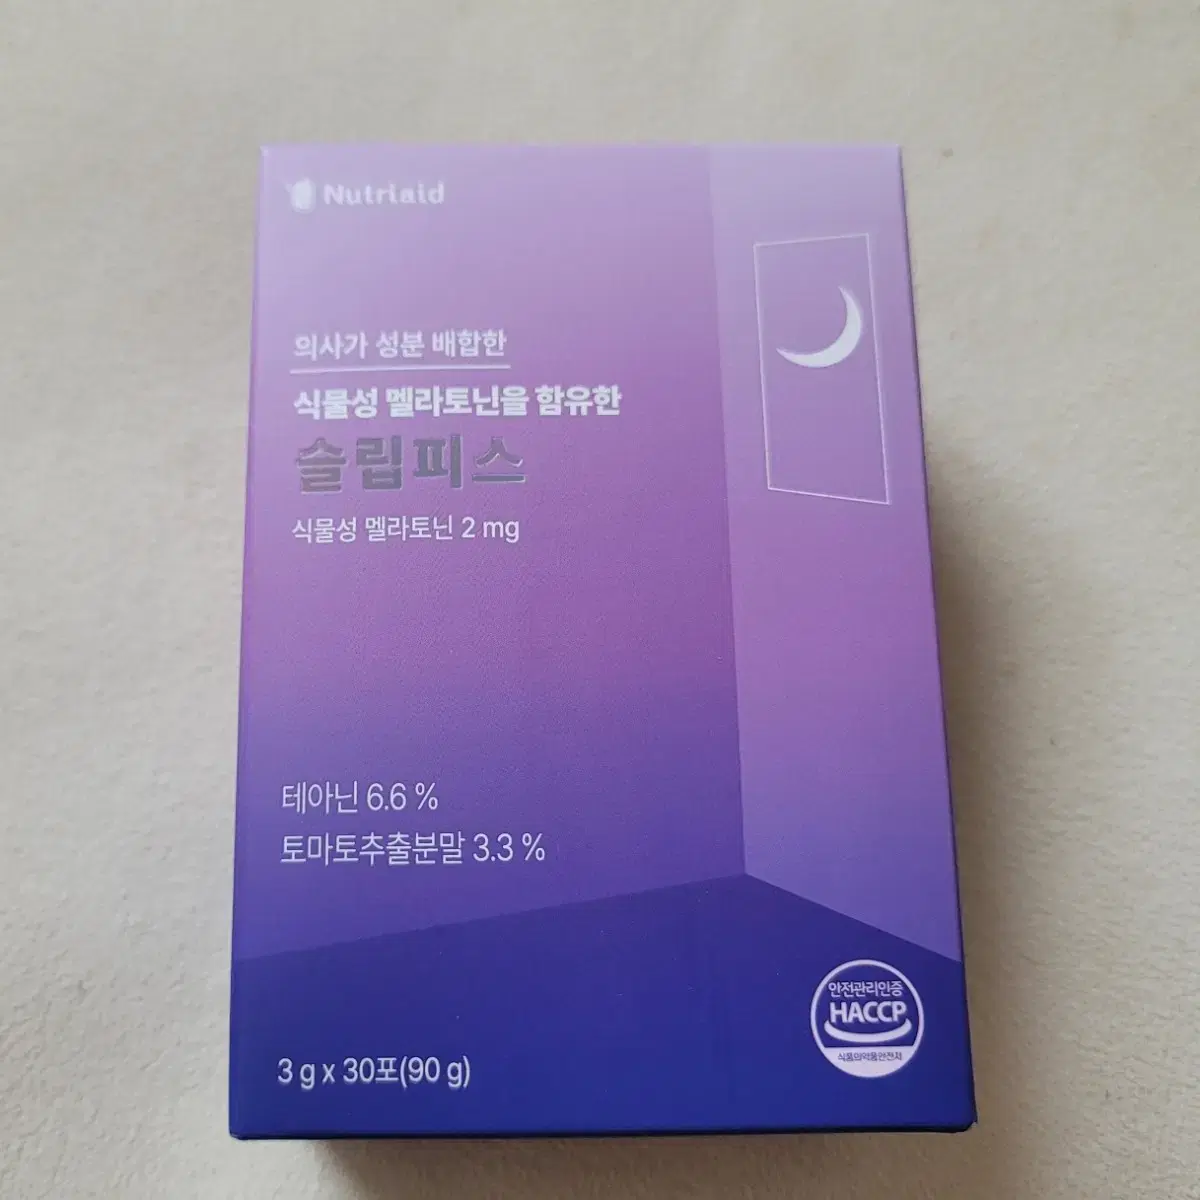 Nutriaid
의사가 성분 배합한
식물성 멜라토닌을 함유한
슬립피스
식물성 멜라토닌 2 mg
테아닌 6.6 %
토마토추출분말 3.3 %
안전관리인증
HACCP
식품의약품안전처
3 g x 30포(90 g)